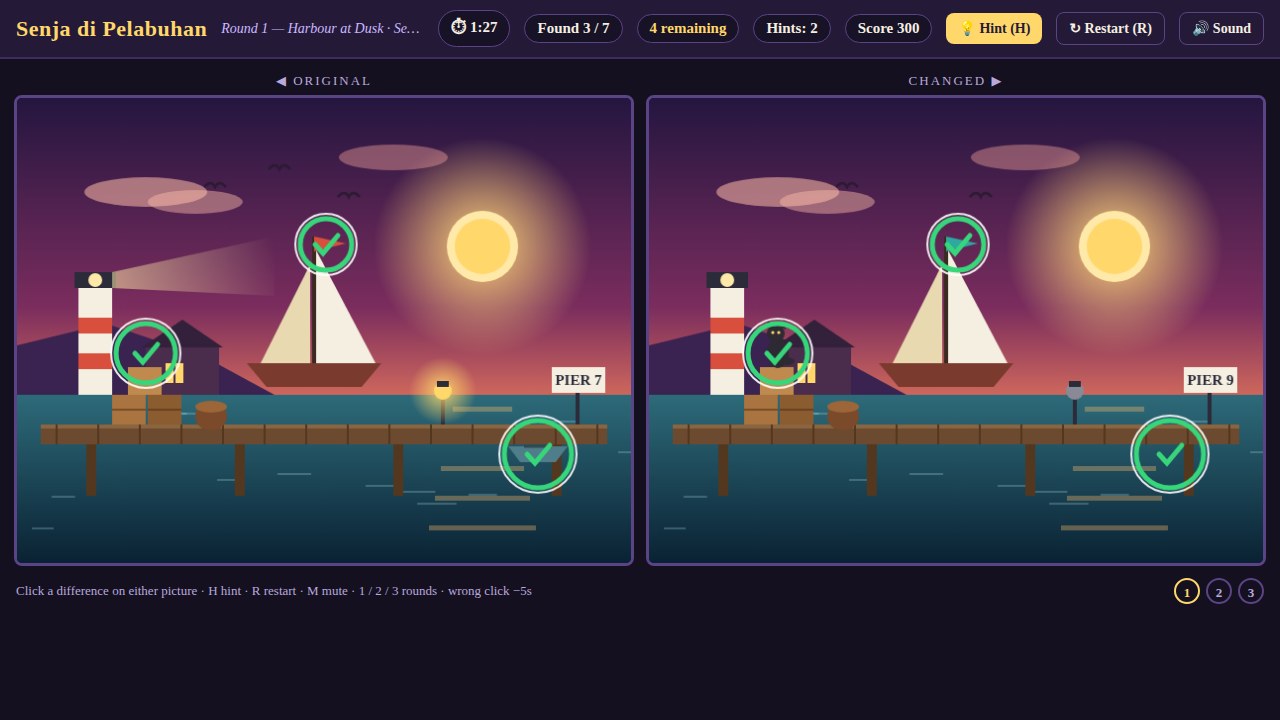 Senja di Pelabuhan
Round 1 — Harbour at Dusk · Se…
⏱ 1:27
Found 3 / 7
4 remaining
Hints: 2
Score 300
💡 Hint (H)
↻ Restart (R)
🔊 Sound
◀ ORIGINAL
CHANGED ▶
PIER 7
PIER 9
Click a difference on either picture · H hint · R restart · M mute · 1 / 2 / 3 rounds · wrong click −5s
1
2
3